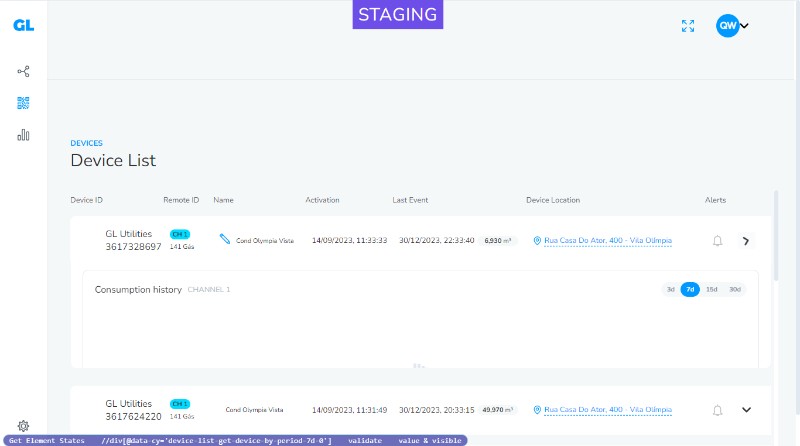 STAGING
GL
QW
DEVICES
Device List
Device ID Remote ID Name Activation Last Event Device Location Alerts
GL Utilities
3617328697
CH 1
141 Gás
Cond Olympia Vista 14/09/2023, 11:33:33 30/12/2023, 22:33:40 6,930 m³ Rua Casa Do Ator, 400 - Vila Olímpia
Consumption history CHANNEL 1 3d 7d 15d 30d
GL Utilities
3617624220
CH 1
141 Gás
Cond Olympia Vista 14/09/2023, 11:31:49 30/12/2023, 20:33:15 49,970 m³ Rua Casa Do Ator, 400 - Vila Olímpia
Get Element States //div[@data-cy='device-list-get-device-by-period-7d-0'] validate value & visible